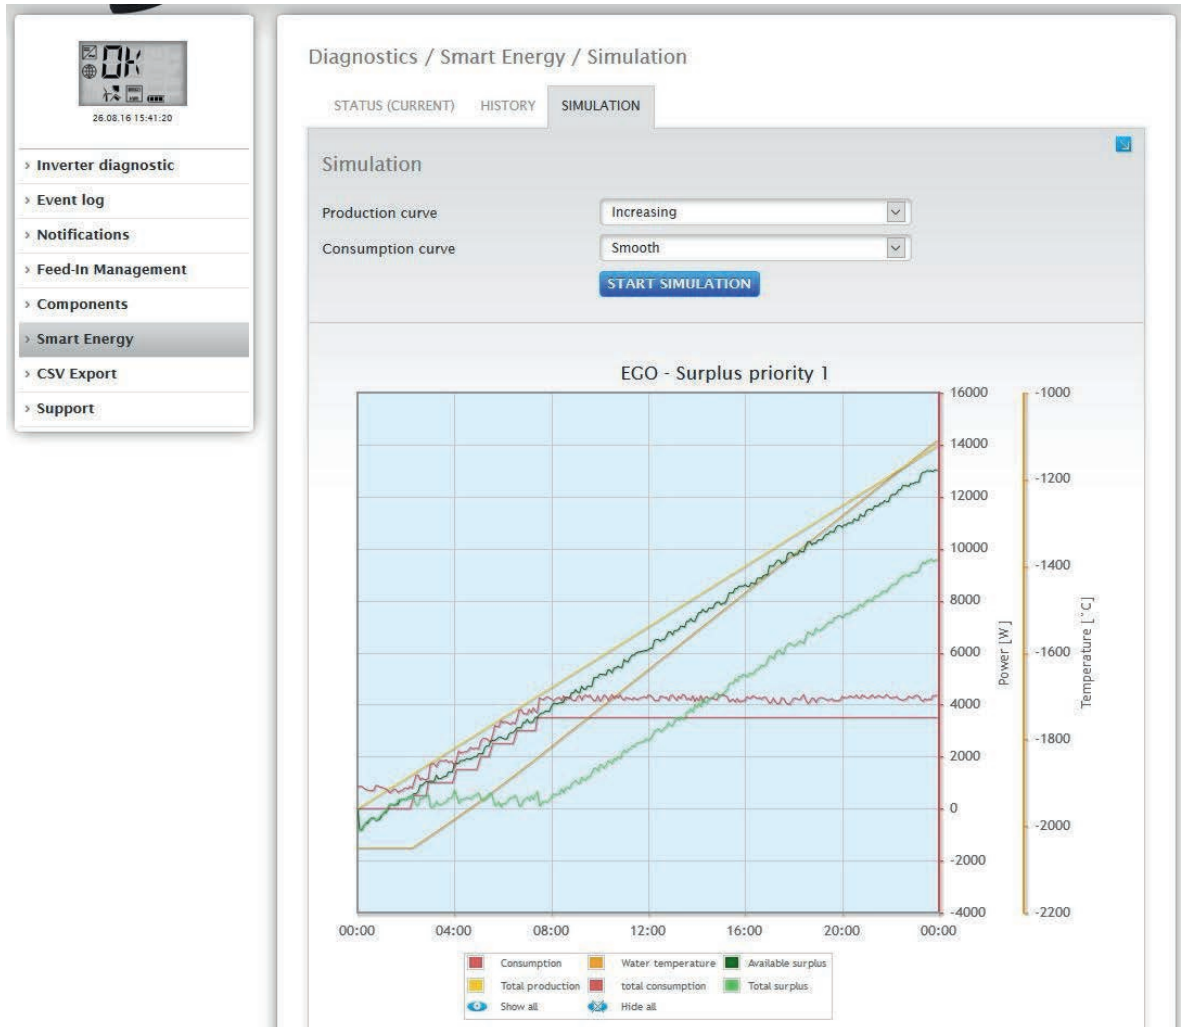 OK
26.08.16 15:41:20
Inverter diagnostic
Event log
Notifications
Feed-In Management
Components
Smart Energy
CSV Export
Support
Diagnostics / Smart Energy / Simulation
STATUS (CURRENT) HISTORY SIMULATION
Simulation
Production curve Increasing
Consumption curve Smooth
START SIMULATION
EGO - Surplus priority 1
16000
14000
12000
10000
8000
6000
4000
2000
0
-2000
-4000
Power [W]
-1000
-1200
-1400
-1600
-1800
-2000
-2200
Temperature [°C]
00:00 04:00 08:00 12:00 16:00 20:00 00:00
Consumption Water temperature Available surplus
Total production total consumption Total surplus
Show all Hide all